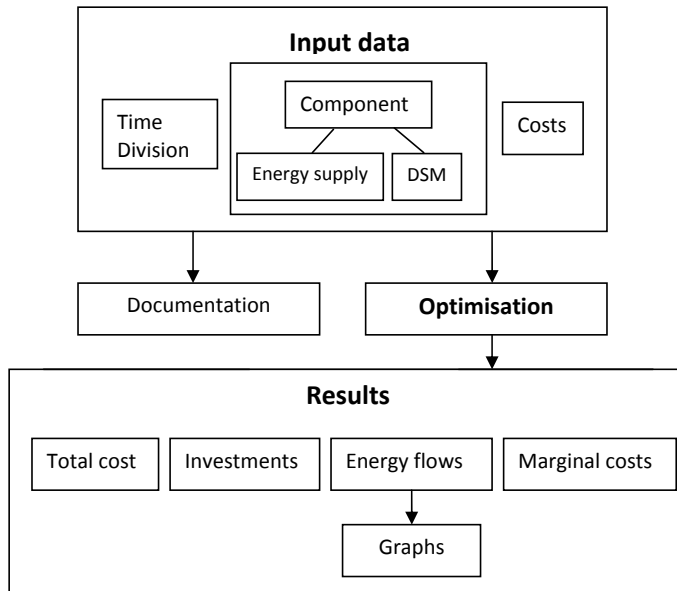 Input data
Time
Division
Component
Energy supply
DSM
Costs
Documentation
Optimisation
Results
Total cost
Investments
Energy flows
Marginal costs
Graphs